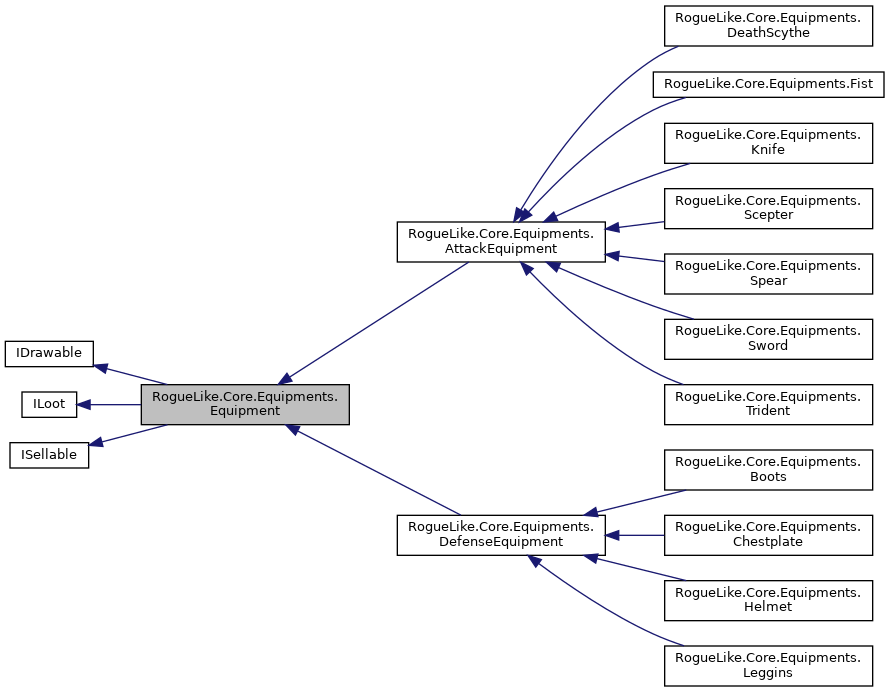 RogueLike.Core.Equipments.
DeathScythe
RogueLike.Core.Equipments.Fist
RogueLike.Core.Equipments.
Knife
RogueLike.Core.Equipments.
Scepter
RogueLike.Core.Equipments.
AttackEquipment
RogueLike.Core.Equipments.
Spear
RogueLike.Core.Equipments.
Sword
IDrawable
RogueLike.Core.Equipments.
Equipment
ILoot
ISellable
RogueLike.Core.Equipments.
Trident
RogueLike.Core.Equipments.
Boots
RogueLike.Core.Equipments.
DefenseEquipment
RogueLike.Core.Equipments.
Chestplate
RogueLike.Core.Equipments.
Helmet
RogueLike.Core.Equipments.
Leggins